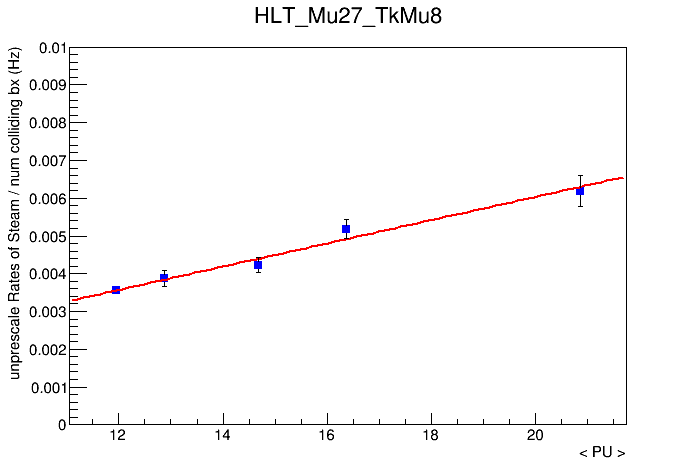 HLT_Mu27_TkMu8
unprescale Rates of Steam / num colliding bx (Hz)
0.01
0.009
0.008
0.007
0.006
0.005
0.004
0.003
0.002
0.001
0
12 14 16 18 20
< PU >